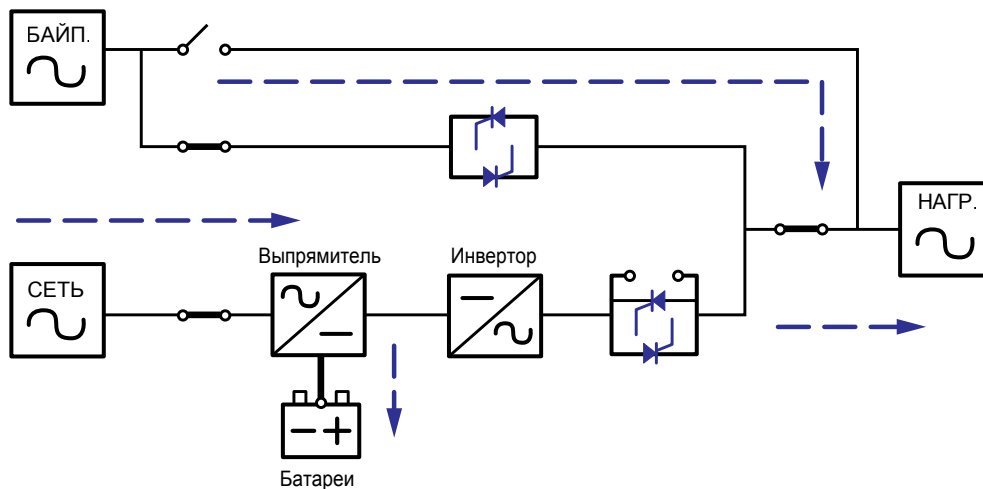 БАЙП.
НАГР.
Выпрямитель
Инвертор
СЕТЬ
Батареи